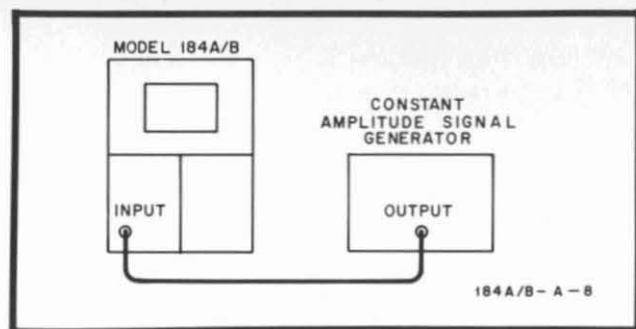 MODEL 184A/B
CONSTANT
AMPLITUDE SIGNAL
GENERATOR
INPUT
OUTPUT
184A/B- A - 8